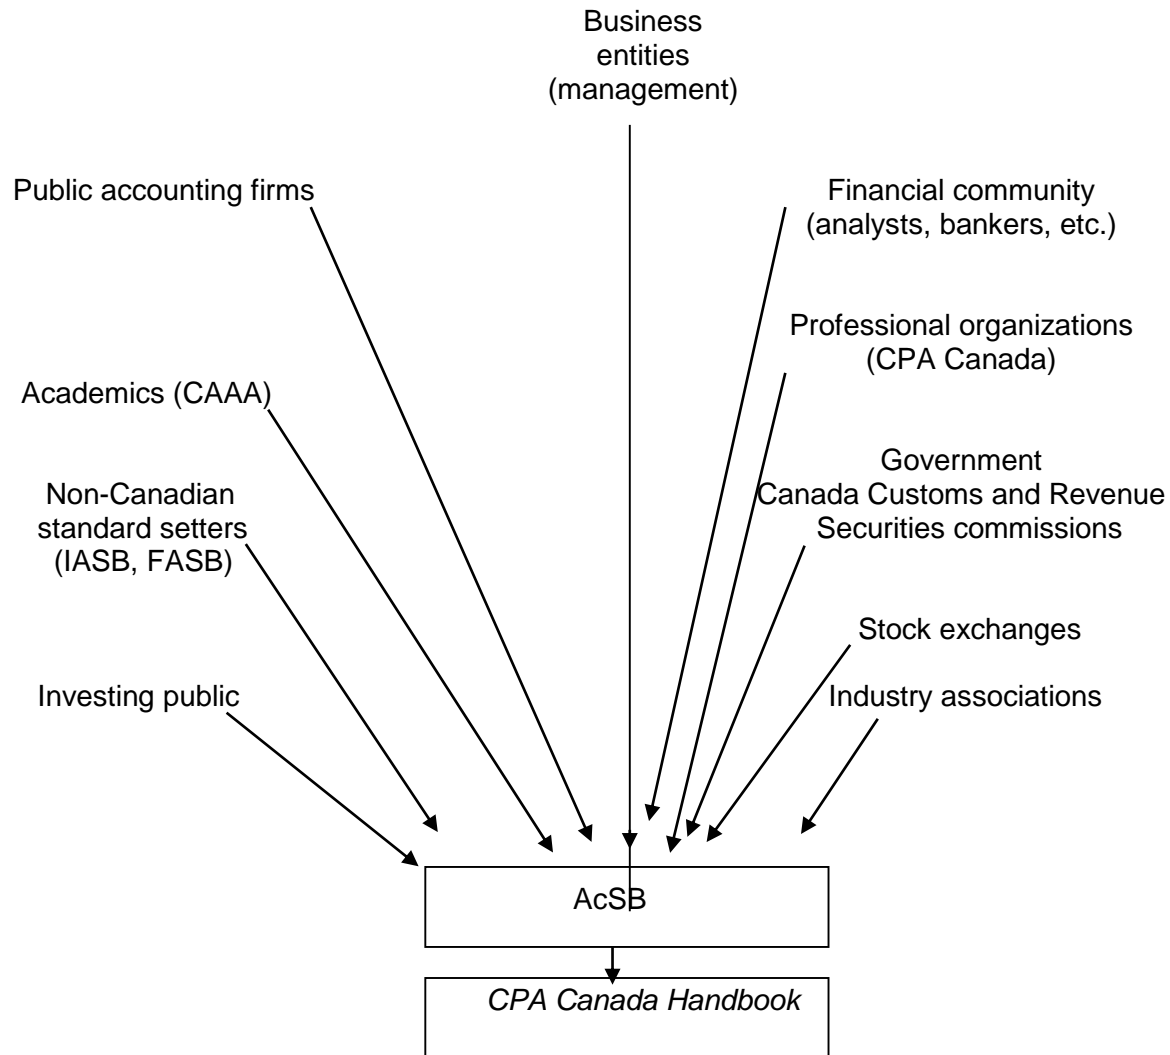 Business
entities
(management)
Public accounting firms
Financial community
(analysts, bankers, etc.)
Professional organizations
(CPA Canada)
Academics (CAAA)
Government
Canada Customs and Revenue
Securities commissions
Non-Canadian
standard setters
(IASB, FASB)
Stock exchanges
Investing public
Industry associations
AcSB
CPA Canada Handbook